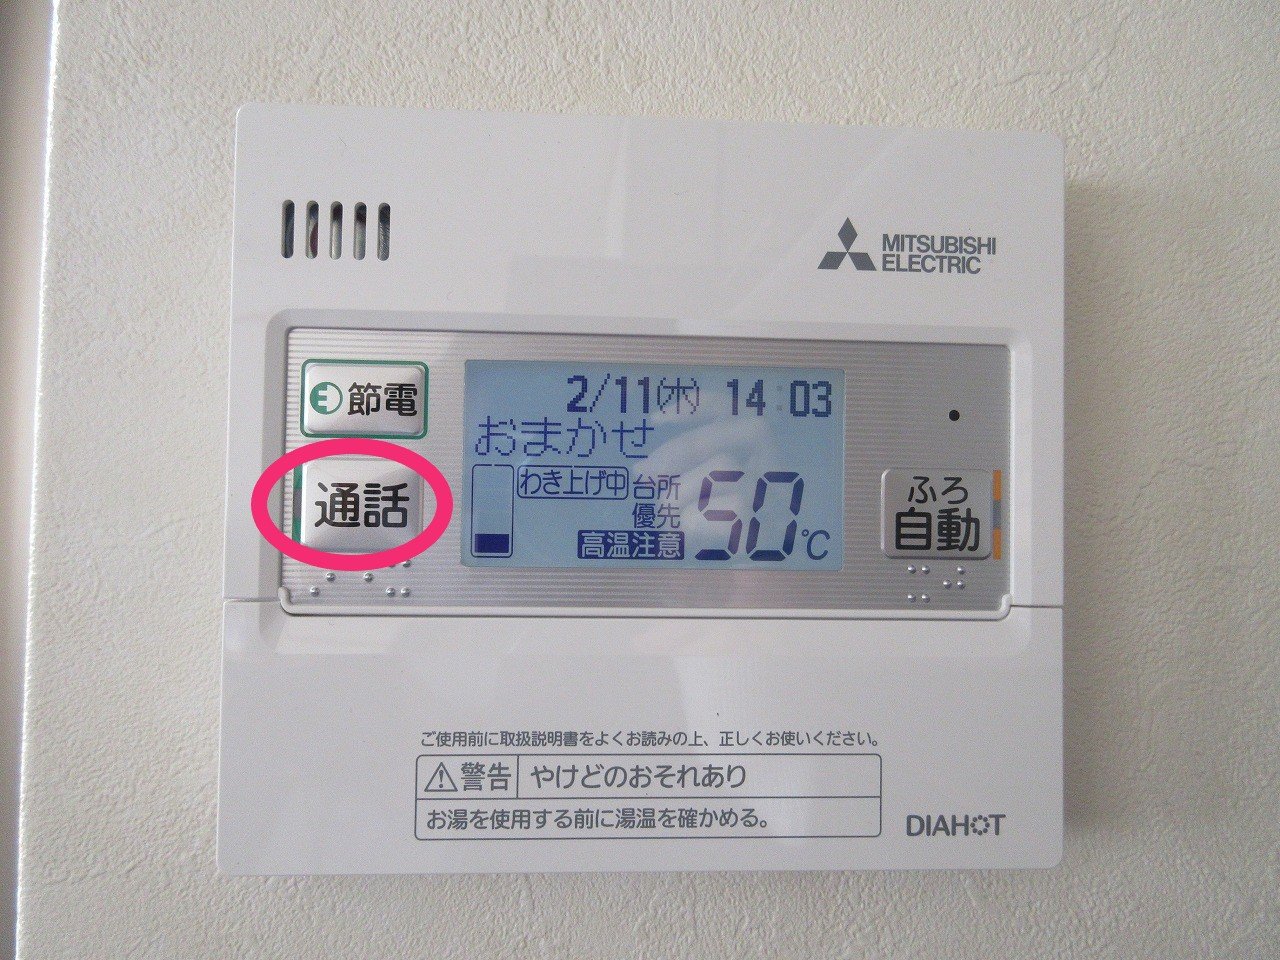 MITSUBISHI
ELECTRIC
節電
2/11(木) 14:03
おまかせ
わき上げ中 台所
優先
高温注意 50℃
通話
ふろ
自動
ご使用前に取扱説明書をよくお読みの上、正しくお使いください。
⚠警告 やけどのおそれあり
お湯を使用する前に湯温を確かめる。
DIAHOT